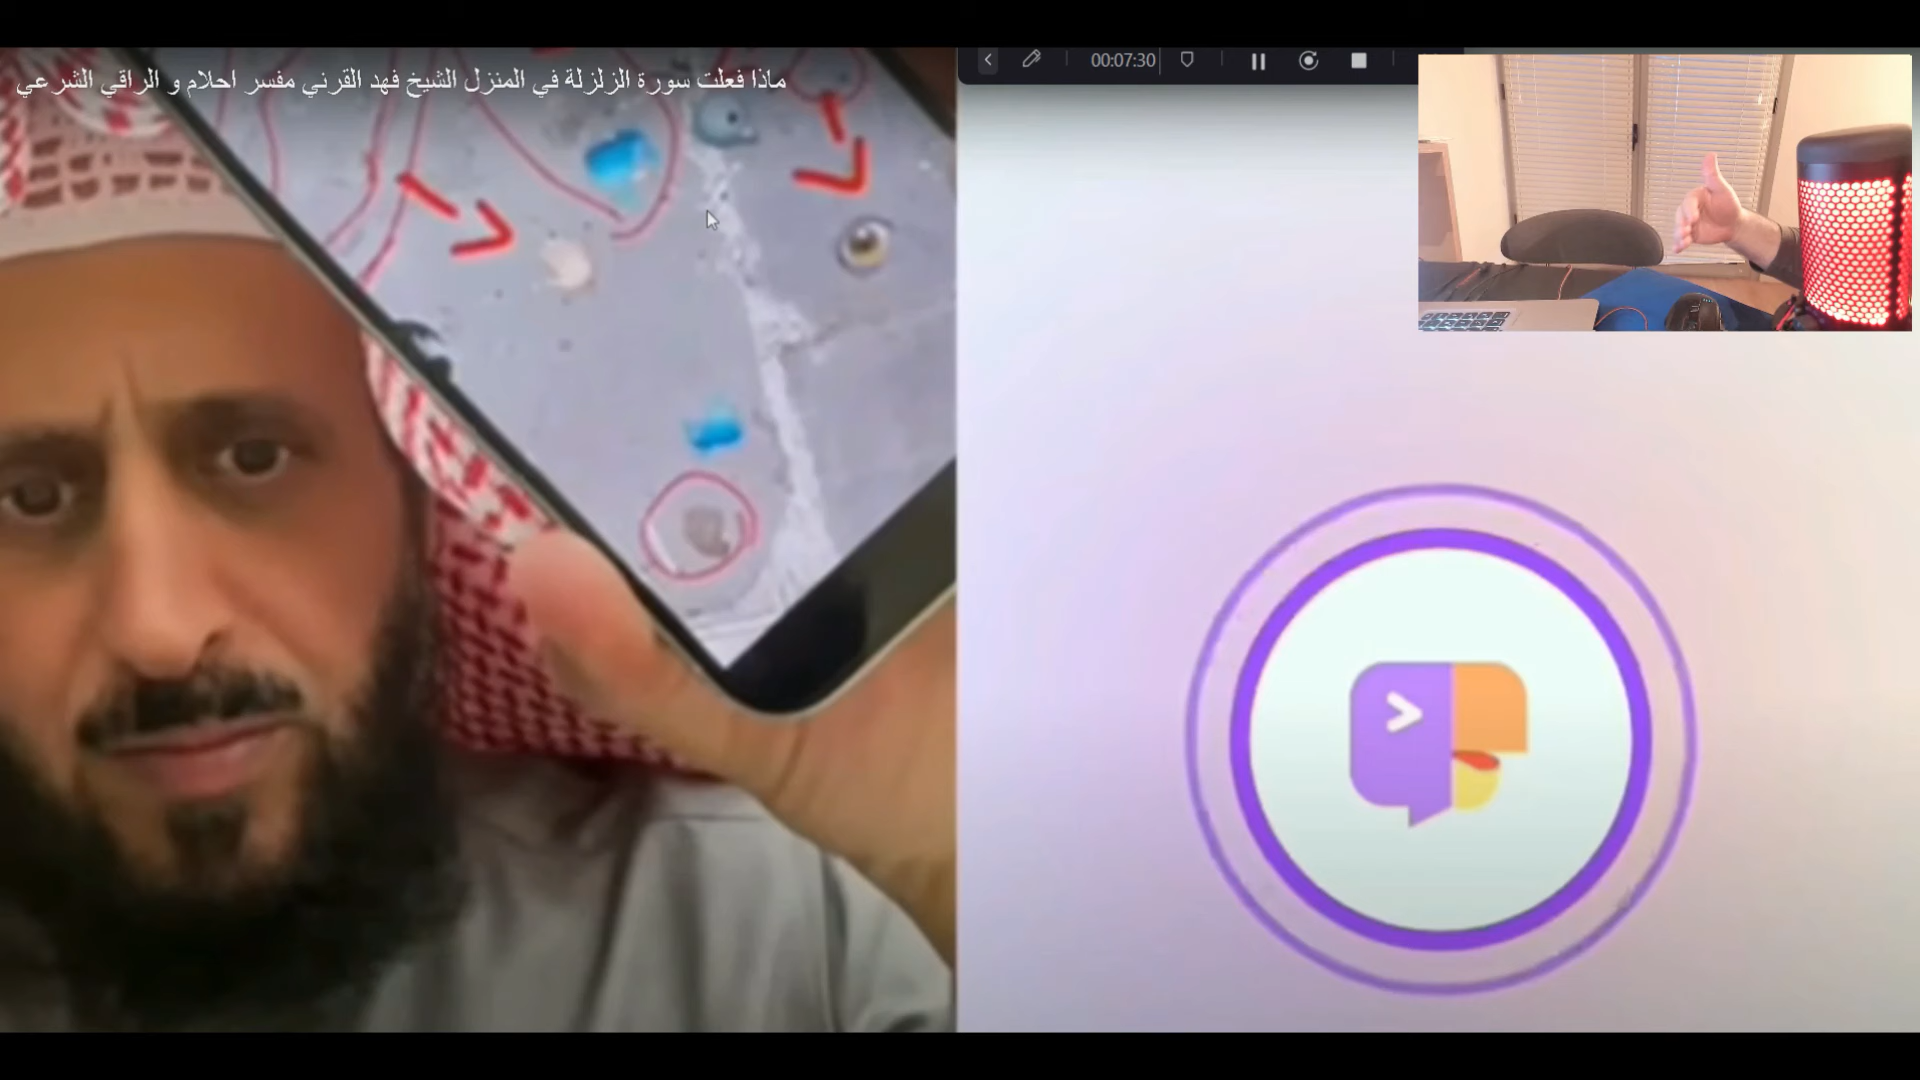 ماذا فعلت سورة الزلزلة في المنزل الشيخ فهد القرني مفسر احلام و الراقي الشرعي
00:07:30